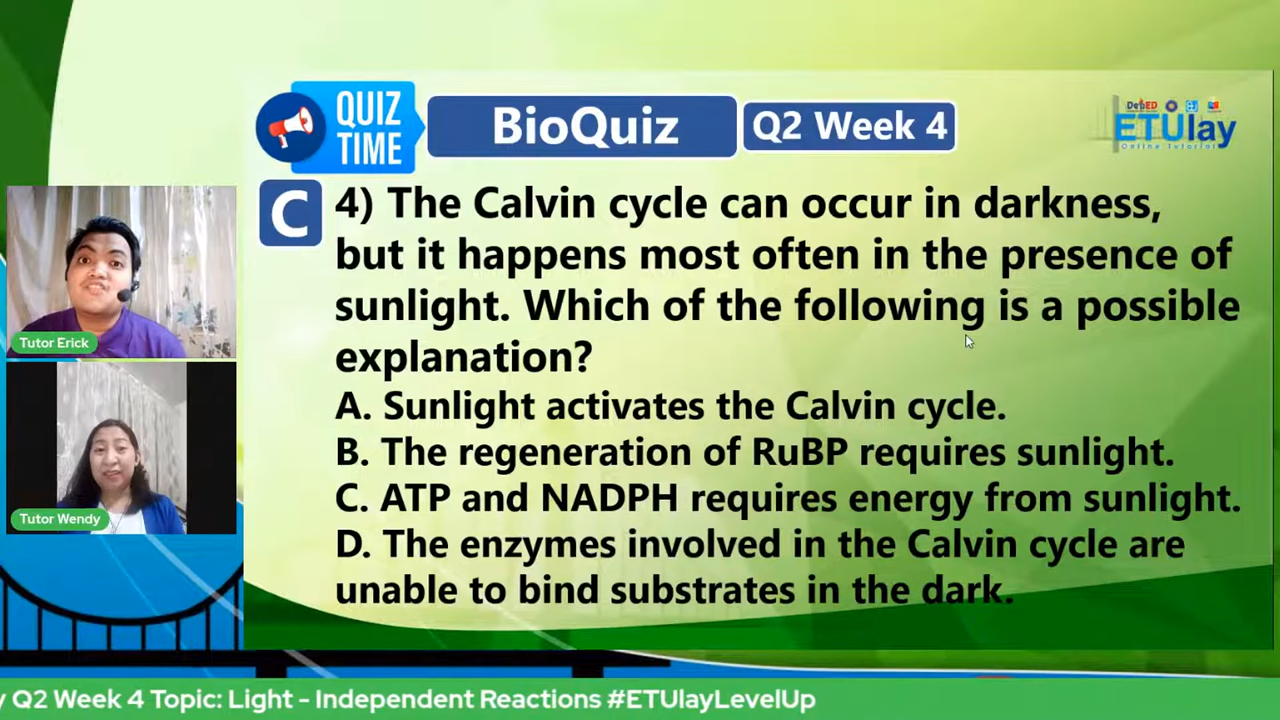 QUIZ
TIME
BioQuiz
Q2 Week 4
DepED
ETUlay
Online Tutorial
C
4) The Calvin cycle can occur in darkness,
but it happens most often in the presence of
sunlight. Which of the following is a possible
explanation?
A. Sunlight activates the Calvin cycle.
B. The regeneration of RuBP requires sunlight.
C. ATP and NADPH requires energy from sunlight.
D. The enzymes involved in the Calvin cycle are
unable to bind substrates in the dark.
Tutor Erick
Tutor Wendy
y Q2 Week 4 Topic: Light - Independent Reactions #ETUlayLevelUp